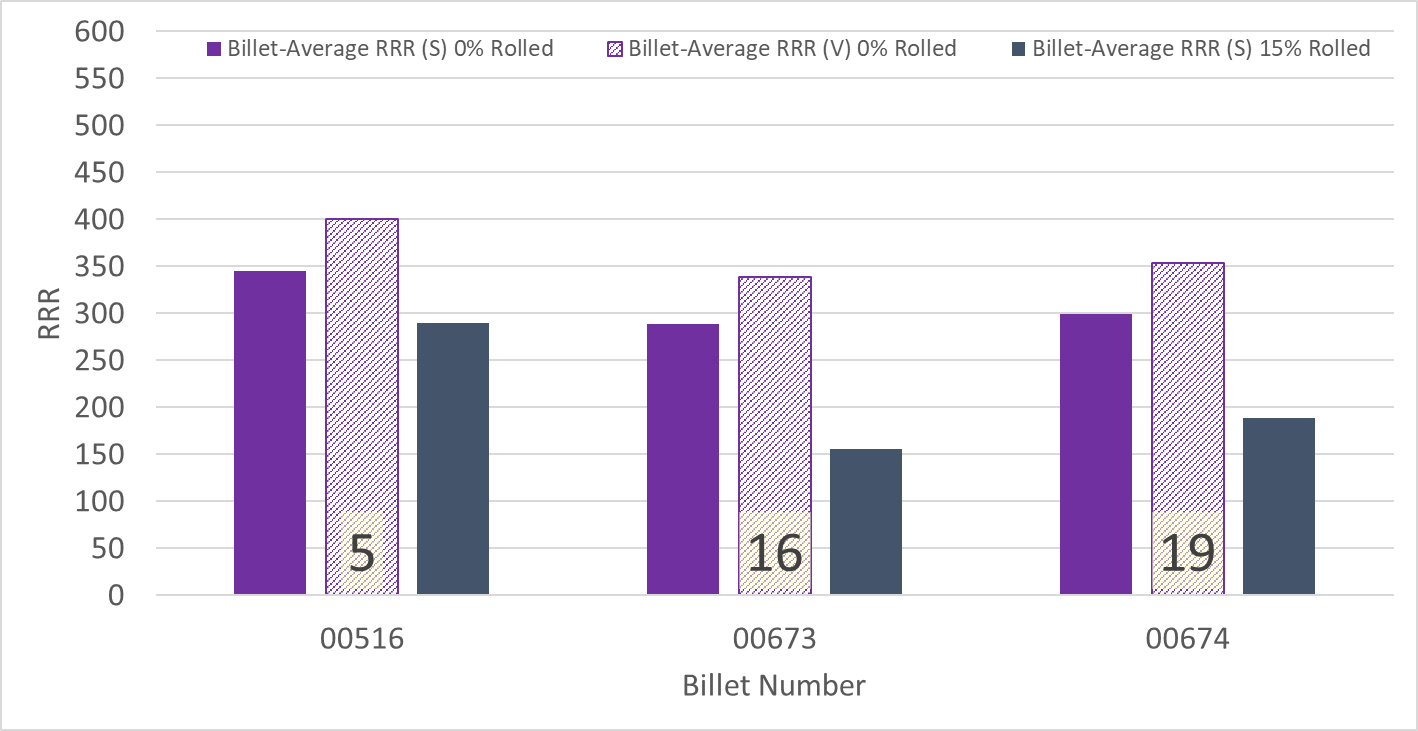 600
Billet-Average RRR (S) 0% Rolled Billet-Average RRR (V) 0% Rolled Billet-Average RRR (S) 15% Rolled
550
500
450
400
350
300
250
200
150
100
50
0
RRR
5 16 19
00516 00673 00674
Billet Number